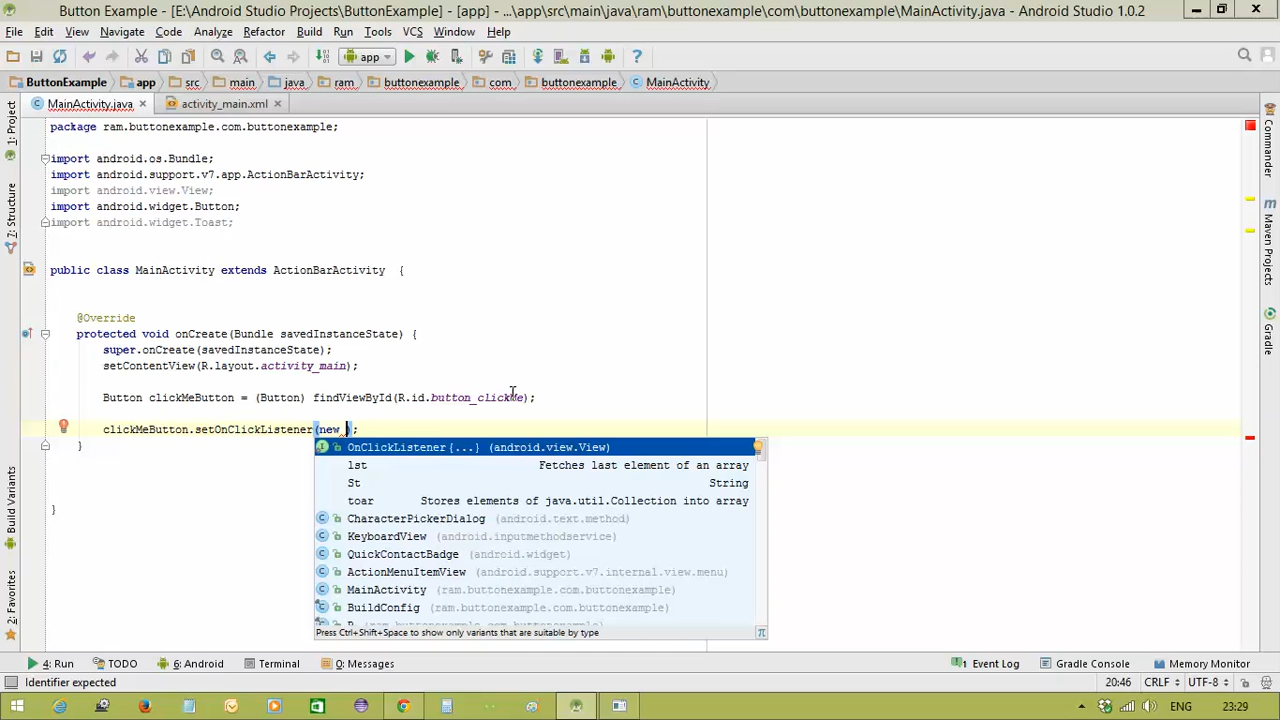 Button Example - [E:\Android Studio Projects\ButtonExample] - [app] - ...\app\src\main\java\ram\buttonexample\com\buttonexample\MainActivity.java - Android Studio 1.0.2
File Edit View Navigate Code Analyze Refactor Build Run Tools VCS Window Help
app
ButtonExample app src main java ram buttonexample com buttonexample MainActivity
MainActivity.java activity_main.xml
1: Project
7: Structure
Build Variants
2: Favorites
Commander
Maven Projects
Gradle
package ram.buttonexample.com.buttonexample;
import android.os.Bundle;
import android.support.v7.app.ActionBarActivity;
import android.view.View;
import android.widget.Button;
import android.widget.Toast;
public class MainActivity extends ActionBarActivity {
@Override
protected void onCreate(Bundle savedInstanceState) {
super.onCreate(savedInstanceState);
setContentView(R.layout.activity_main);
Button clickMeButton = (Button) findViewById(R.id.button_clickMe);
clickMeButton.setOnClickListener(new );
}
}
OnClickListener{...} (android.view.View)
lst Fetches last element of an array
St String
toar Stores elements of java.util.Collection into array
CharacterPickerDialog (android.text.method)
KeyboardView (android.inputmethodservice)
QuickContactBadge (android.widget)
ActionMenuItemView (android.support.v7.internal.view.menu)
MainActivity (ram.buttonexample.com.buttonexample)
BuildConfig (ram.buttonexample.com.buttonexample)
R (ram.buttonexample.com.buttonexample)
Press Ctrl+Shift+Space to show only variants that are suitable by type
4: Run TODO 6: Android Terminal 0: Messages 1 Event Log Gradle Console Memory Monitor
Identifier expected 20:46 CRLF UTF-8
ENG 23:29